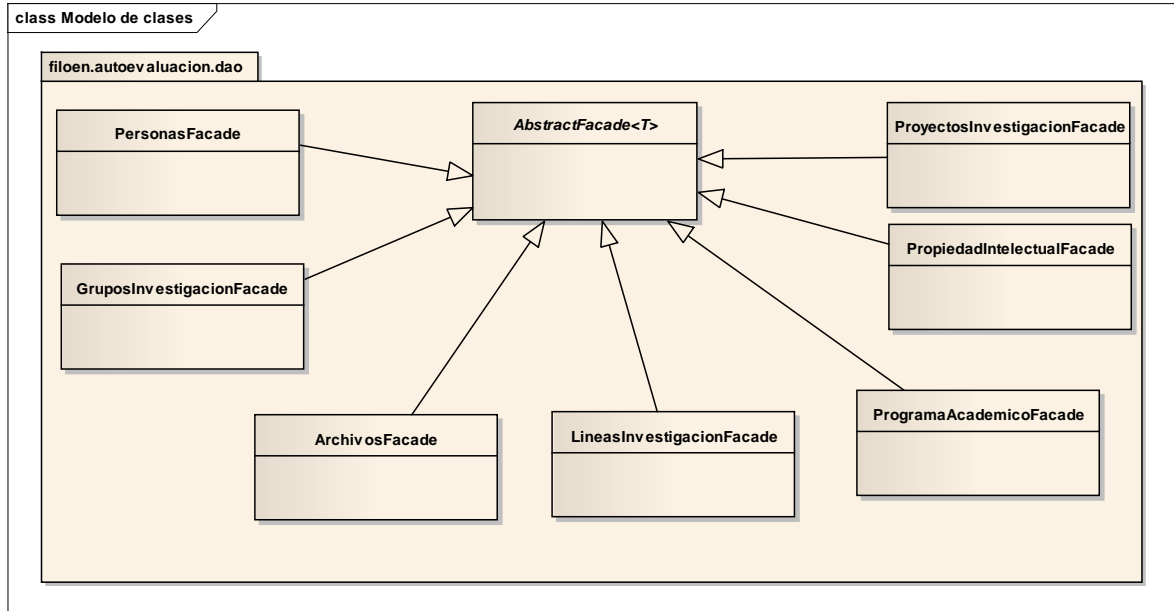 class Modelo de clases
filoen.autoevaluacion.dao
PersonasFacade
AbstractFacade<T>
ProyectosInvestigacionFacade
PropiedadIntelectualFacade
GruposInvestigacionFacade
ArchivosFacade
LineasInvestigacionFacade
ProgramaAcademicoFacade